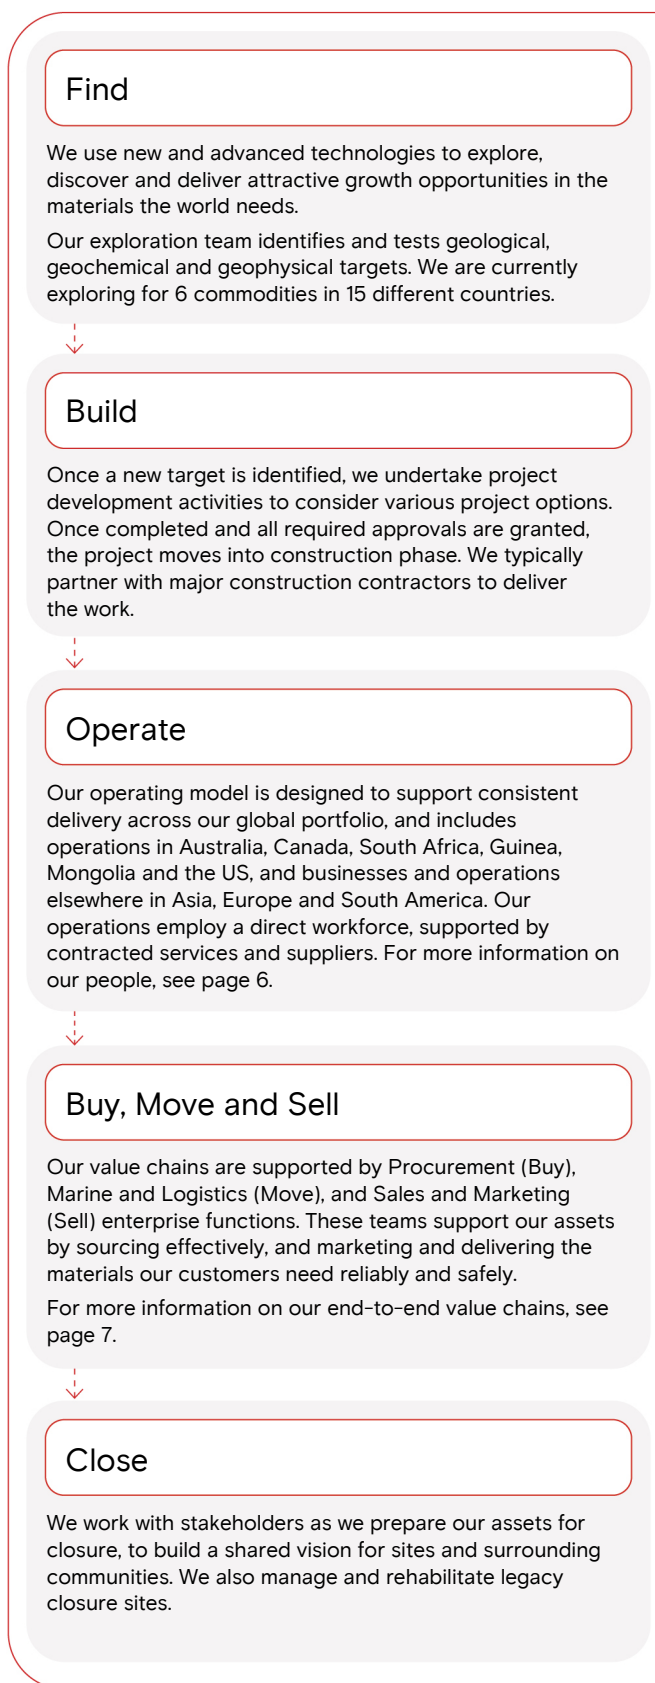 Find
We use new and advanced technologies to explore,
discover and deliver attractive growth opportunities in the
materials the world needs.
Our exploration team identifies and tests geological,
geochemical and geophysical targets. We are currently
exploring for 6 commodities in 15 different countries.
Build
Once a new target is identified, we undertake project
development activities to consider various project options.
Once completed and all required approvals are granted,
the project moves into construction phase. We typically
partner with major construction contractors to deliver
the work.
Operate
Our operating model is designed to support consistent
delivery across our global portfolio, and includes
operations in Australia, Canada, South Africa, Guinea,
Mongolia and the US, and businesses and operations
elsewhere in Asia, Europe and South America. Our
operations employ a direct workforce, supported by
contracted services and suppliers. For more information on
our people, see page 6.
Buy, Move and Sell
Our value chains are supported by Procurement (Buy),
Marine and Logistics (Move), and Sales and Marketing
(Sell) enterprise functions. These teams support our assets
by sourcing effectively, and marketing and delivering the
materials our customers need reliably and safely.
For more information on our end-to-end value chains, see
page 7.
Close
We work with stakeholders as we prepare our assets for
closure, to build a shared vision for sites and surrounding
communities. We also manage and rehabilitate legacy
closure sites.